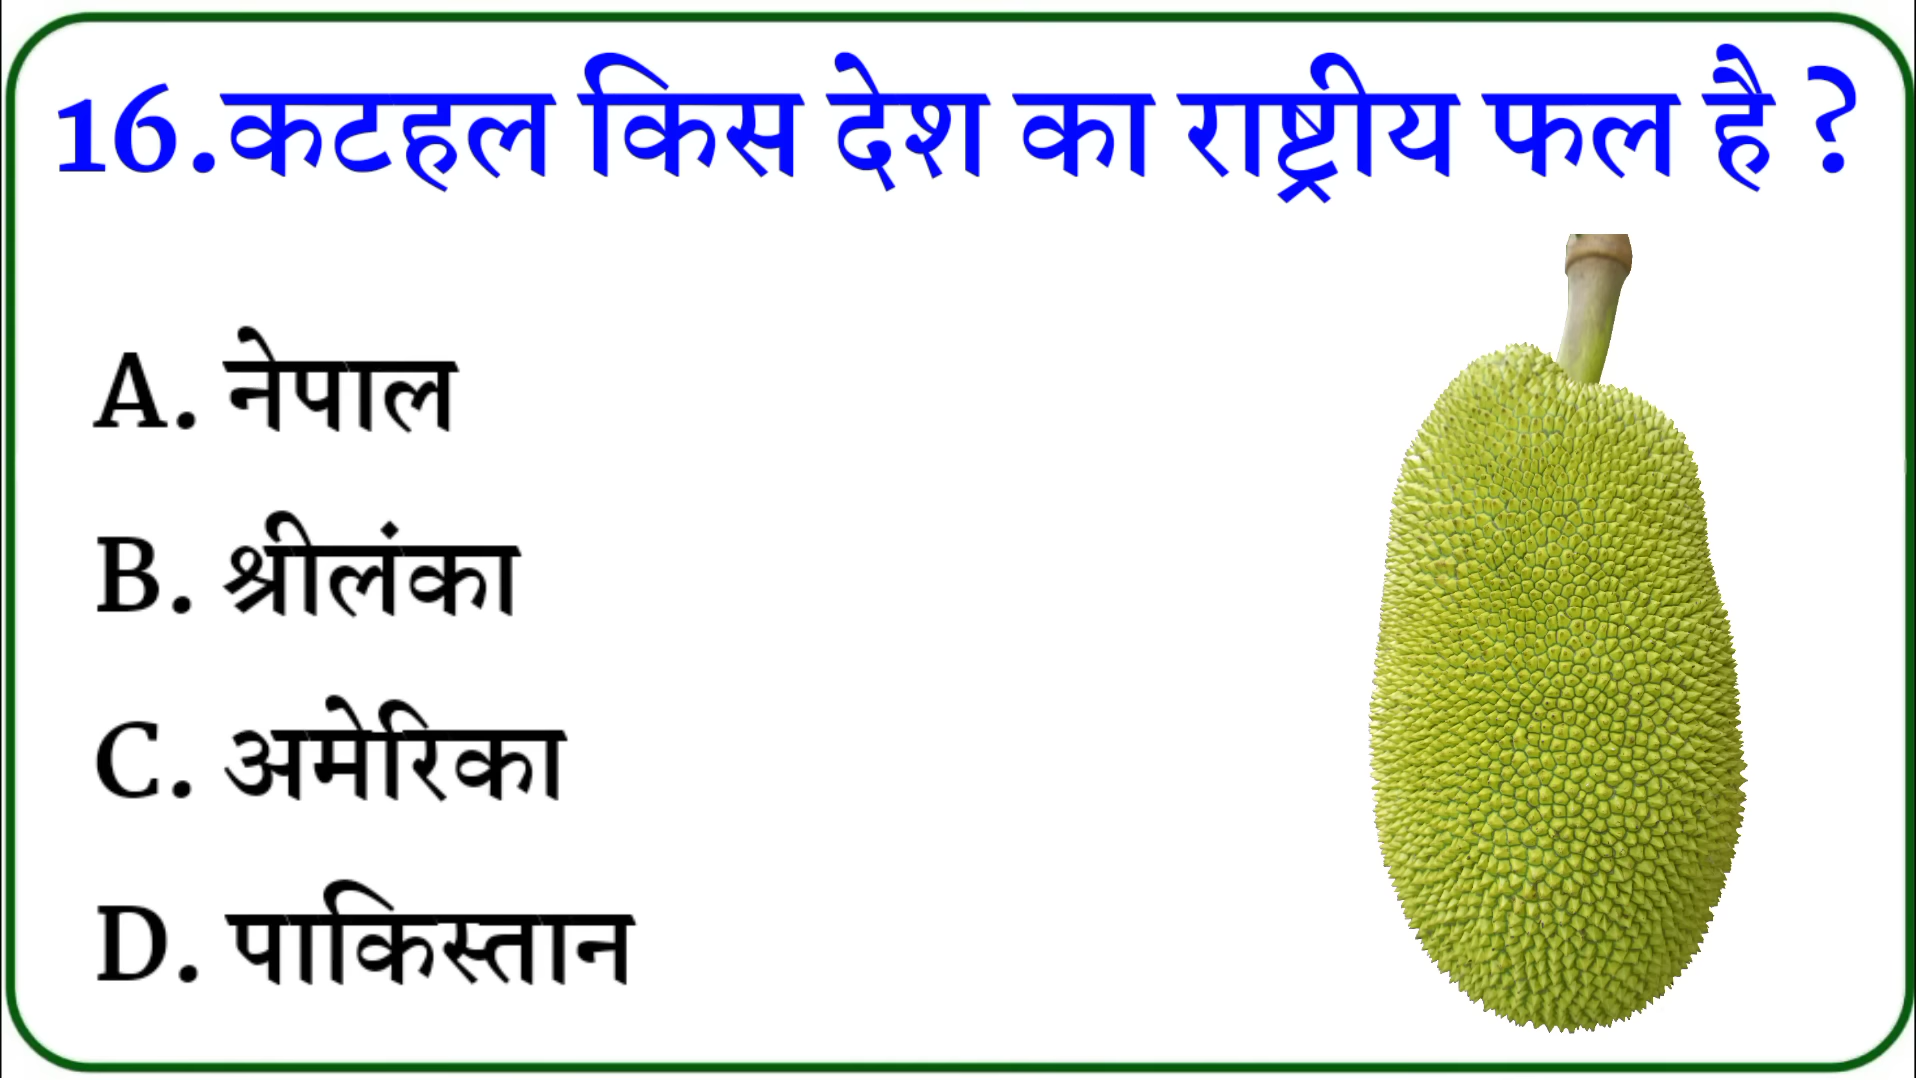 16.कटहल किस देश का राष्ट्रीय फल है ?
A. नेपाल
B. श्रीलंका
C. अमेरिका
D. पाकिस्तान